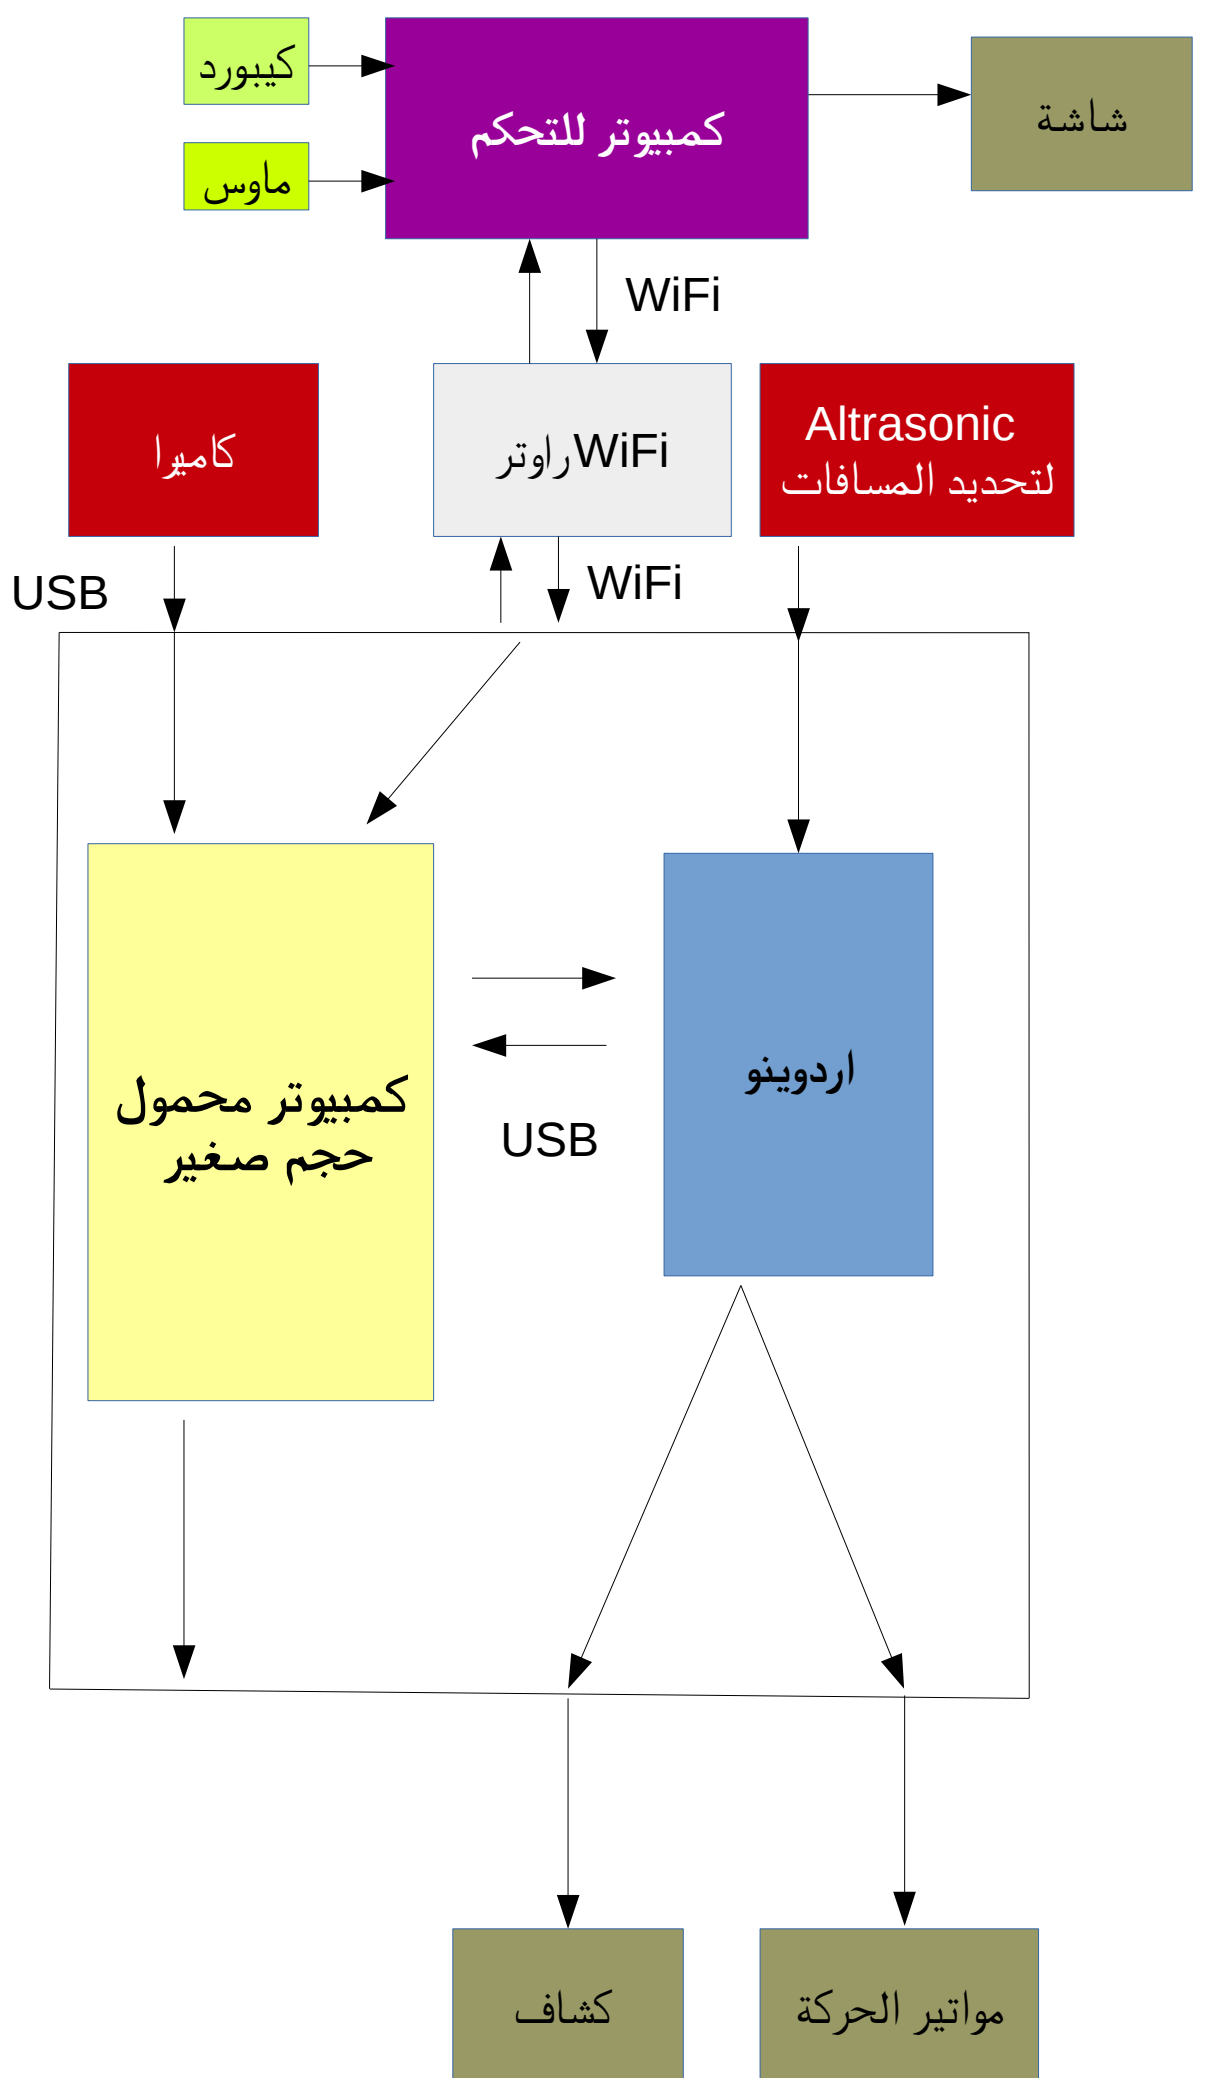 كيبورد
كمبيوتر للتحكم
شاشة
ماوس
WiFi
كاميرا
WiFiراوتر
Altrasonic
لتحديد المسافات
USB
WiFi
كمبيوتر محمول
حجم صغير
USB
اردوينو
كشاف
مواتير الحركة